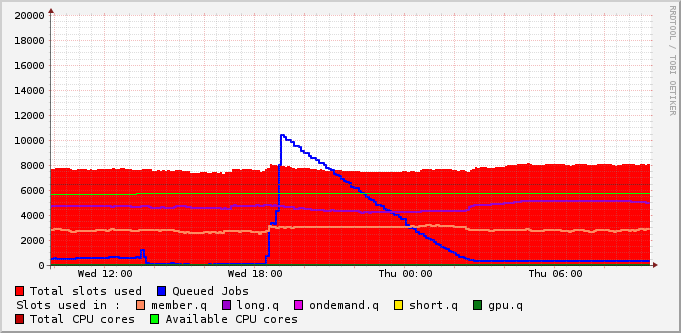 20000
18000
16000
14000
12000
10000
8000
6000
4000
2000
0
Wed 12:00 Wed 18:00 Thu 00:00 Thu 06:00
Total slots used Queued Jobs
Slots used in : member.q long.q ondemand.q short.q gpu.q
Total CPU cores Available CPU cores
RRDTOOL / TOBI OETIKER